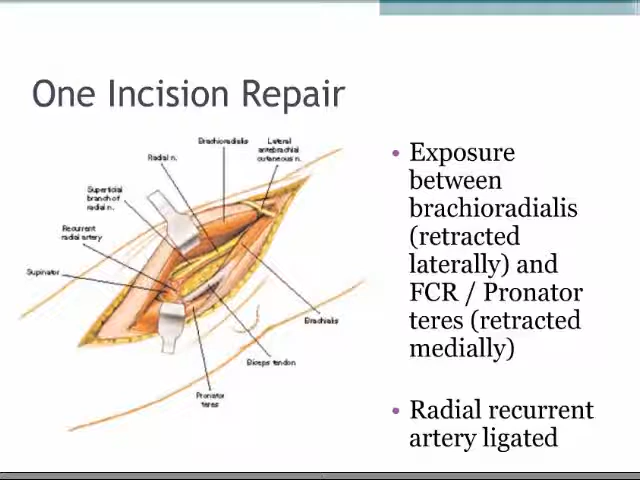 One Incision Repair
Brachioradialis
Lateral
antebrachial
cutaneous n.
Radial n.
Superficial
branch of
radial n.
Recurrent
radial artery
Supinator
Brachialis
Biceps tendon
Pronator
teres
• Exposure
between
brachioradialis
(retracted
laterally) and
FCR / Pronator
teres (retracted
medially)
• Radial recurrent
artery ligated